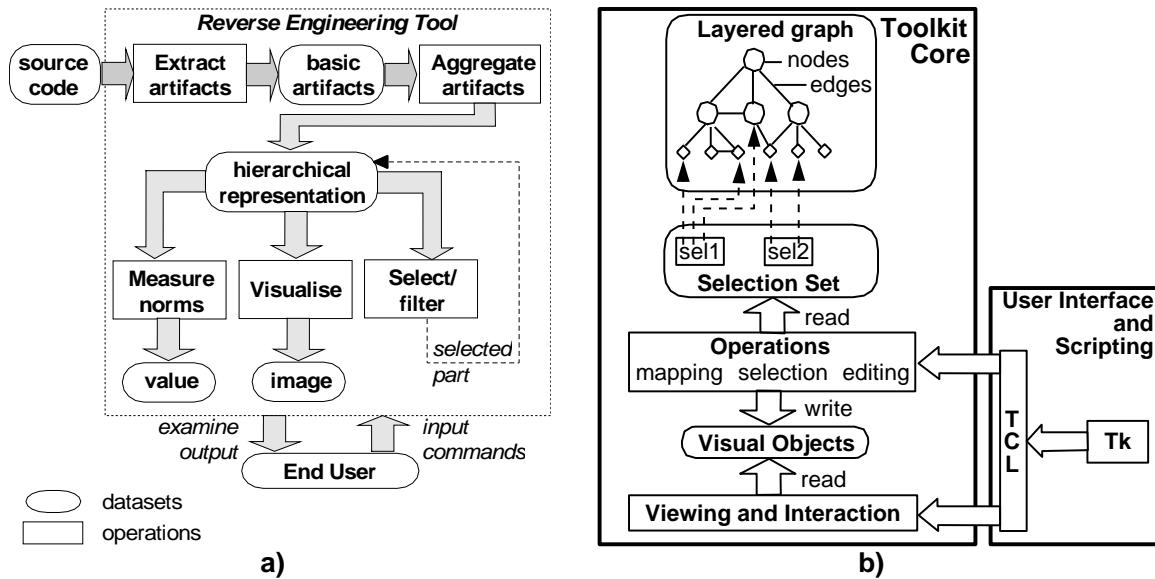 Reverse Engineering Tool
source
code
Extract
artifacts
basic
artifacts
Aggregate
artifacts
hierarchical
representation
Measure
norms
Visualise
Select/
filter
selected
part
value
image
examine
output
input
commands
End User
datasets
operations
a)
Toolkit
Core
Layered graph
nodes
edges
sel1
sel2
Selection Set
read
Operations
mapping selection editing
write
Visual Objects
read
Viewing and Interaction
User Interface
and
Scripting
T
C
L
Tk
b)